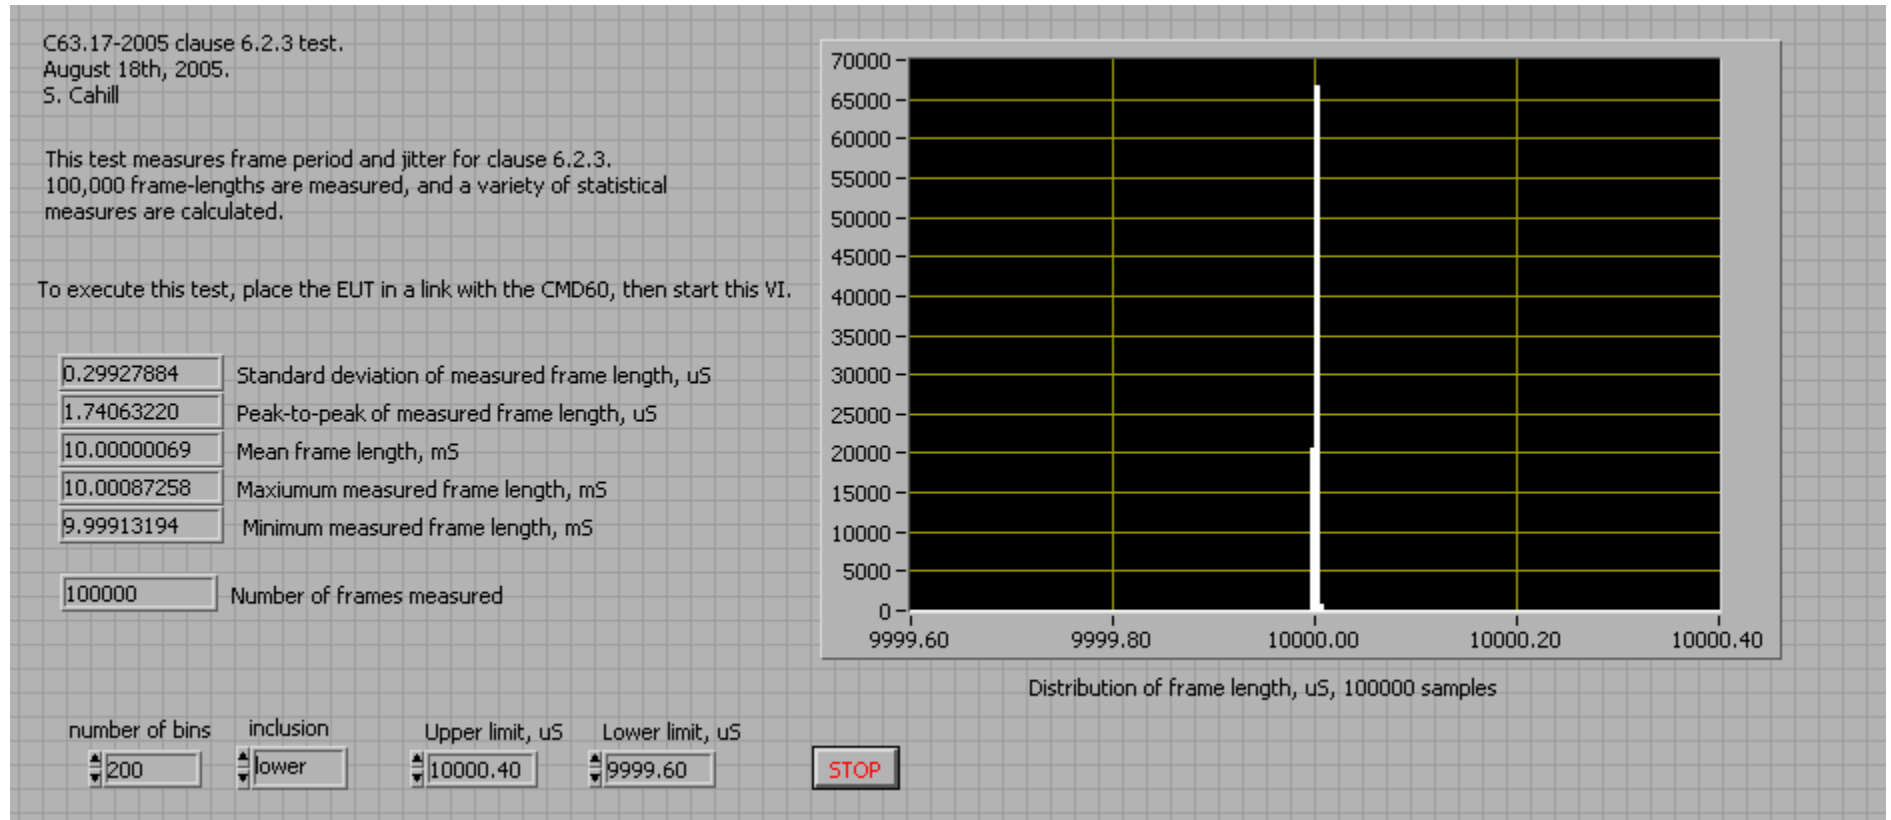 C63.17-2005 clause 6.2.3 test.
August 18th, 2005.
S. Cahill
This test measures frame period and jitter for clause 6.2.3.
100,000 frame-lengths are measured, and a variety of statistical
measures are calculated.
To execute this test, place the EUT in a link with the CMD60, then start this VI.
0.29927884 Standard deviation of measured frame length, uS
1.74063220 Peak-to-peak of measured frame length, uS
10.00000069 Mean frame length, mS
10.00087258 Maxiumum measured frame length, mS
9.99913194 Minimum measured frame length, mS
100000 Number of frames measured
70000
65000
60000
55000
50000
45000
40000
35000
30000
25000
20000
15000
10000
5000
0
9999.60 9999.80 10000.00 10000.20 10000.40
Distribution of frame length, uS, 100000 samples
number of bins inclusion Upper limit, uS Lower limit, uS
200 lower 10000.40 9999.60 STOP